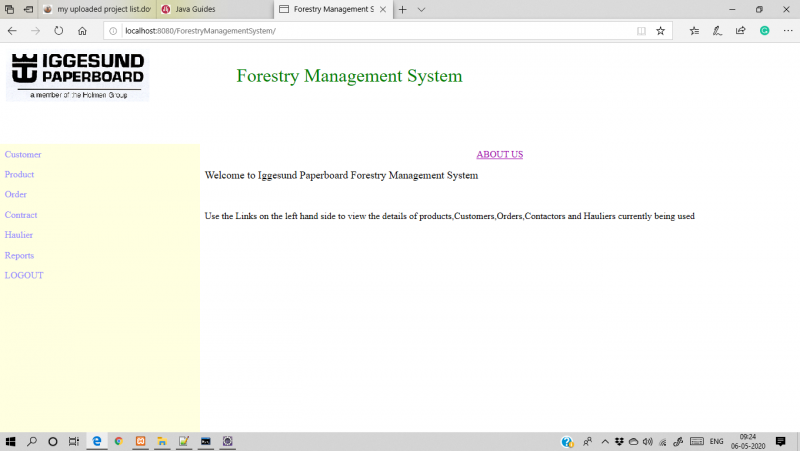 my uploaded project list.do
Java Guides
Forestry Management S
localhost:8080/ForestryManagementSystem/
IGGESUND
PAPERBOARD
a member of the Holmen Group
Forestry Management System
Customer
Product
Order
Contract
Haulier
Reports
LOGOUT
ABOUT US
Welcome to Iggesund Paperboard Forestry Management System
Use the Links on the left hand side to view the details of products,Customers,Orders,Contactors and Hauliers currently being used
ENG
09:24
06-05-2020